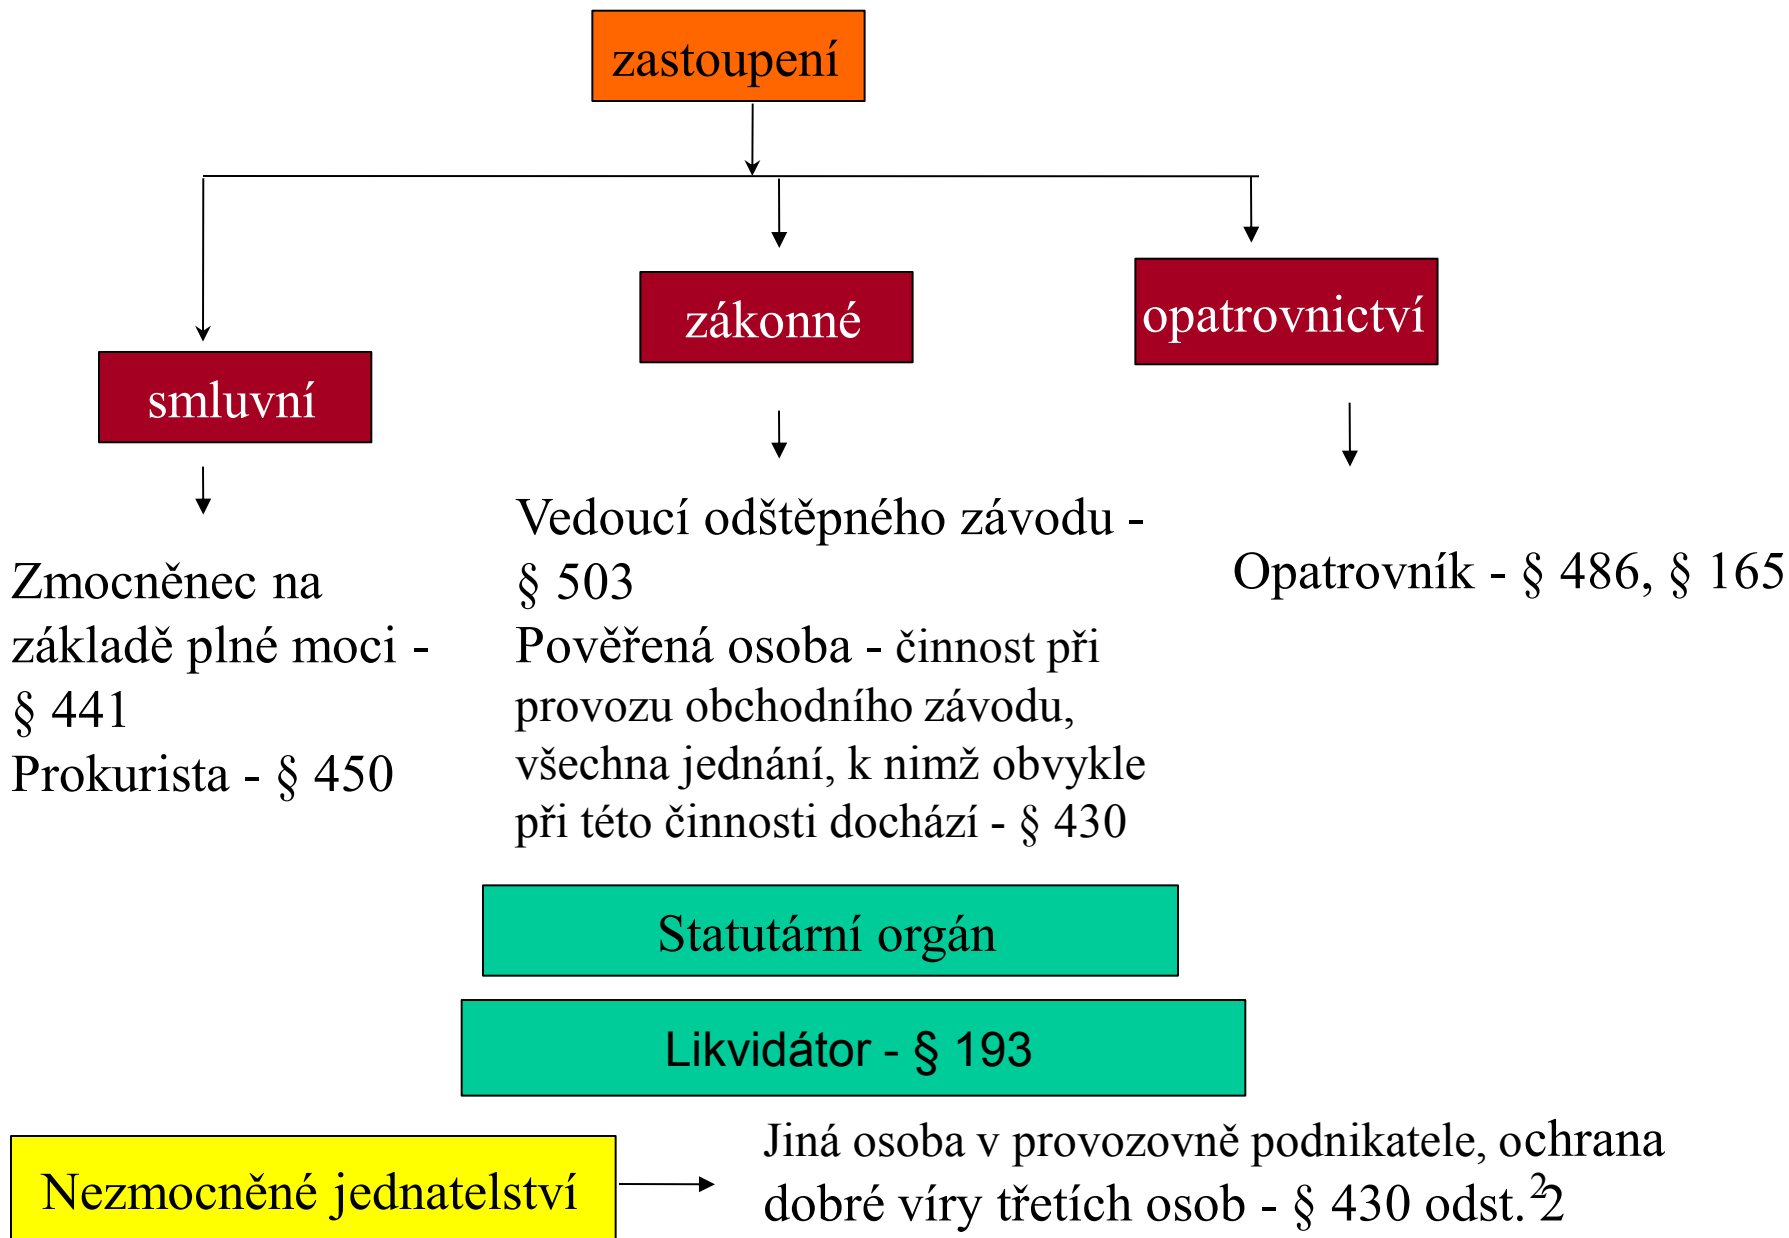 zastoupení
smluvní
zákonné
opatrovnictví
Zmocněnec na
základě plné moci -
§ 441
Prokurista - § 450
Vedoucí odštěpného závodu -
§ 503
Pověřená osoba - činnost při
provozu obchodního závodu,
všechna jednání, k nimž obvykle
při této činnosti dochází - § 430
Opatrovník - § 486, § 165
Statutární orgán
Likvidátor - § 193
Nezmocněné jednatelství
Jiná osoba v provozovně podnikatele, ochrana
dobré víry třetích osob - § 430 odst. 2
2